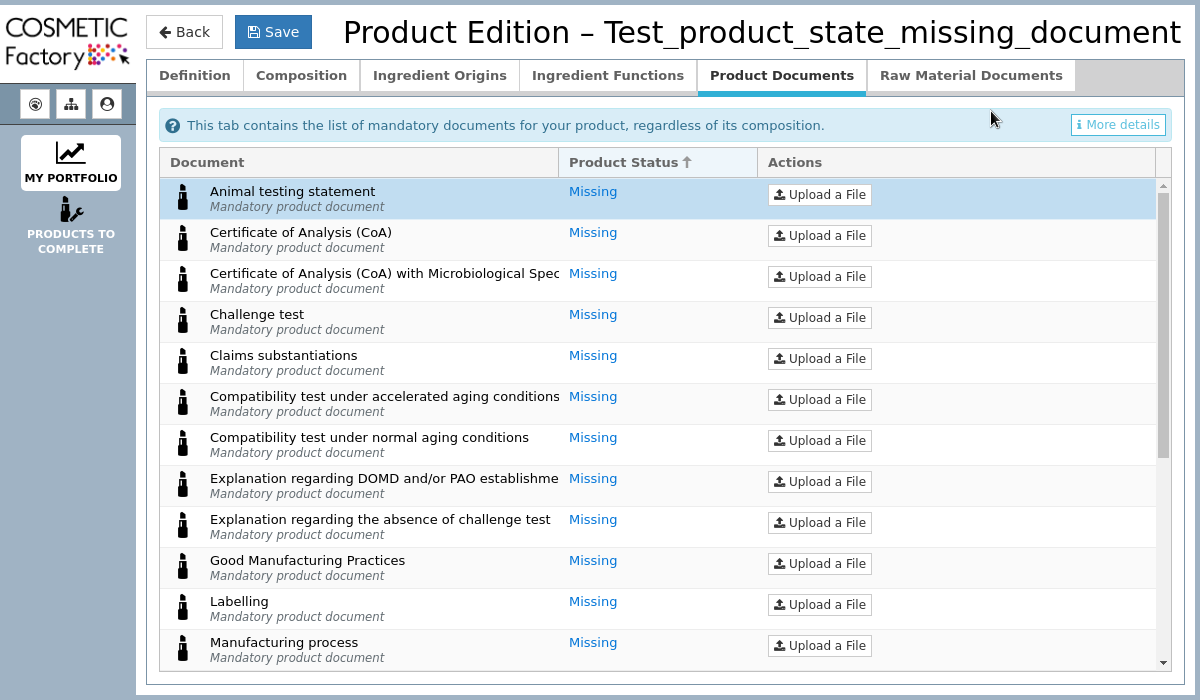 COSMETIC
Factory
Back
Save
Product Edition – Test_product_state_missing_document
Definition
Composition
Ingredient Origins
Ingredient Functions
Product Documents
Raw Material Documents
MY PORTFOLIO
PRODUCTS TO
COMPLETE
This tab contains the list of mandatory documents for your product, regardless of its composition.
More details
Document
Product Status
Actions
Animal testing statement
Mandatory product document
Missing
Upload a File
Certificate of Analysis (CoA)
Mandatory product document
Missing
Upload a File
Certificate of Analysis (CoA) with Microbiological Spec
Mandatory product document
Missing
Upload a File
Challenge test
Mandatory product document
Missing
Upload a File
Claims substantiations
Mandatory product document
Missing
Upload a File
Compatibility test under accelerated aging conditions
Mandatory product document
Missing
Upload a File
Compatibility test under normal aging conditions
Mandatory product document
Missing
Upload a File
Explanation regarding DOMD and/or PAO establishme
Mandatory product document
Missing
Upload a File
Explanation regarding the absence of challenge test
Mandatory product document
Missing
Upload a File
Good Manufacturing Practices
Mandatory product document
Missing
Upload a File
Labelling
Mandatory product document
Missing
Upload a File
Manufacturing process
Mandatory product document
Missing
Upload a File